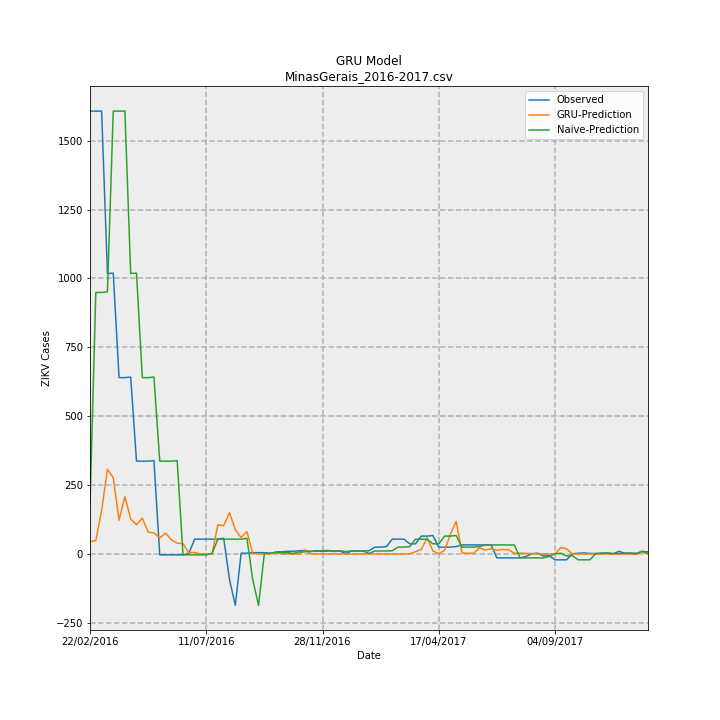 GRU Model
MinasGerais_2016-2017.csv
Observed
GRU-Prediction
Naive-Prediction
1500
1250
1000
750
500
250
0
−250
ZIKV Cases
22/02/2016 11/07/2016 28/11/2016 17/04/2017 04/09/2017
Date